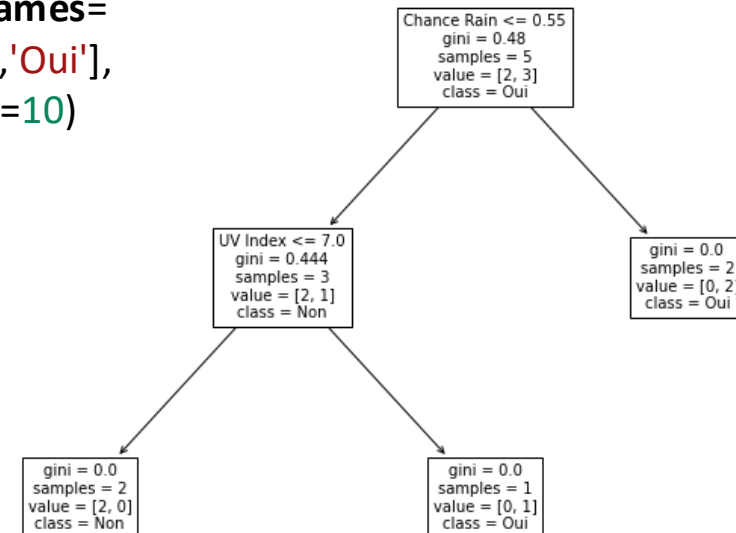 ames=
,'Oui'],
=10)
Chance Rain <= 0.55
gini = 0.48
samples = 5
value = [2, 3]
class = Oui
UV Index <= 7.0
gini = 0.444
samples = 3
value = [2, 1]
class = Non
gini = 0.0
samples = 2
value = [0, 2]
class = Oui
gini = 0.0
samples = 2
value = [2, 0]
class = Non
gini = 0.0
samples = 1
value = [0, 1]
class = Oui